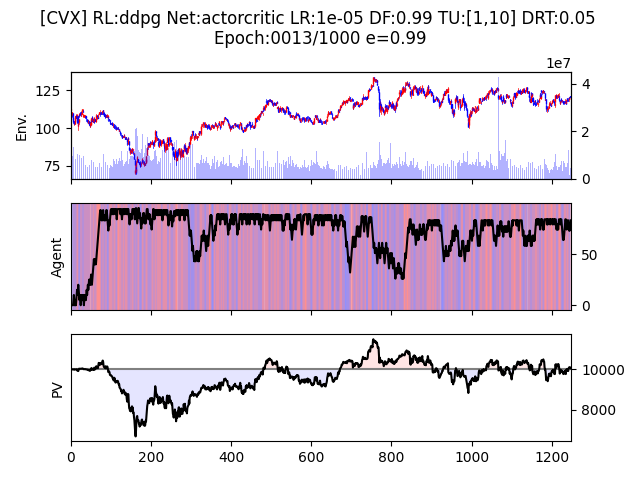 [CVX] RL:ddpg Net:actorcritic LR:1e-05 DF:0.99 TU:[1,10] DRT:0.05
Epoch:0013/1000 e=0.99
1e7
125
100
75
Env.
4
2
0
Agent
50
0
PV
10000
8000
0 200 400 600 800 1000 1200